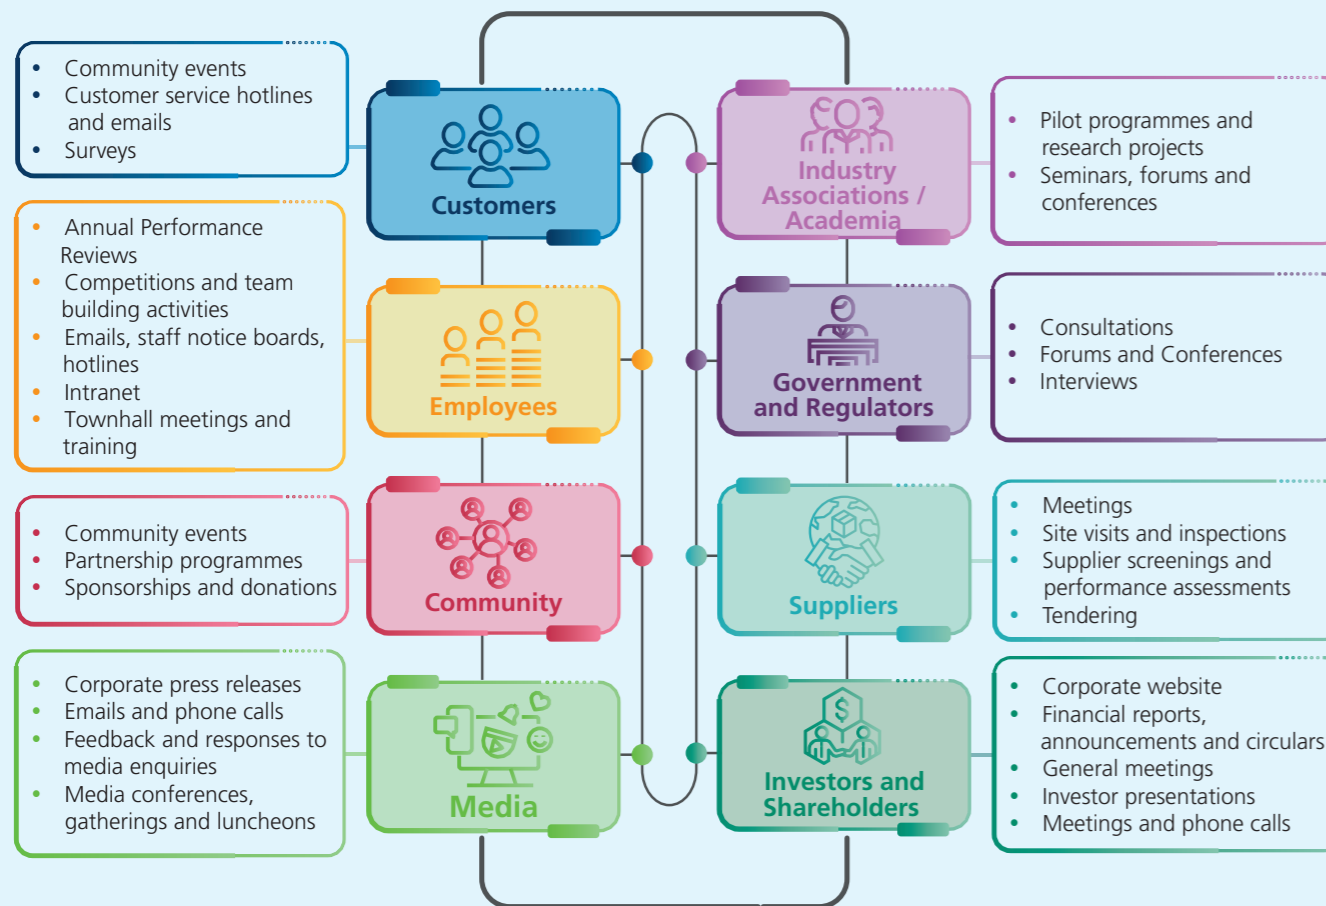 • Community events
• Customer service hotlines
and emails
• Surveys
Customers
• Annual Performance
Reviews
• Competitions and team
building activities
• Emails, staff notice boards,
hotlines
• Intranet
• Townhall meetings and
training
Employees
• Community events
• Partnership programmes
• Sponsorships and donations
Community
• Corporate press releases
• Emails and phone calls
• Feedback and responses to
media enquiries
• Media conferences,
gatherings and luncheons
Media
Industry
Associations /
Academia
• Pilot programmes and
research projects
• Seminars, forums and
conferences
Government
and Regulators
• Consultations
• Forums and Conferences
• Interviews
Suppliers
• Meetings
• Site visits and inspections
• Supplier screenings and
performance assessments
• Tendering
$
Investors and
Shareholders
• Corporate website
• Financial reports,
announcements and circulars
• General meetings
• Investor presentations
• Meetings and phone calls